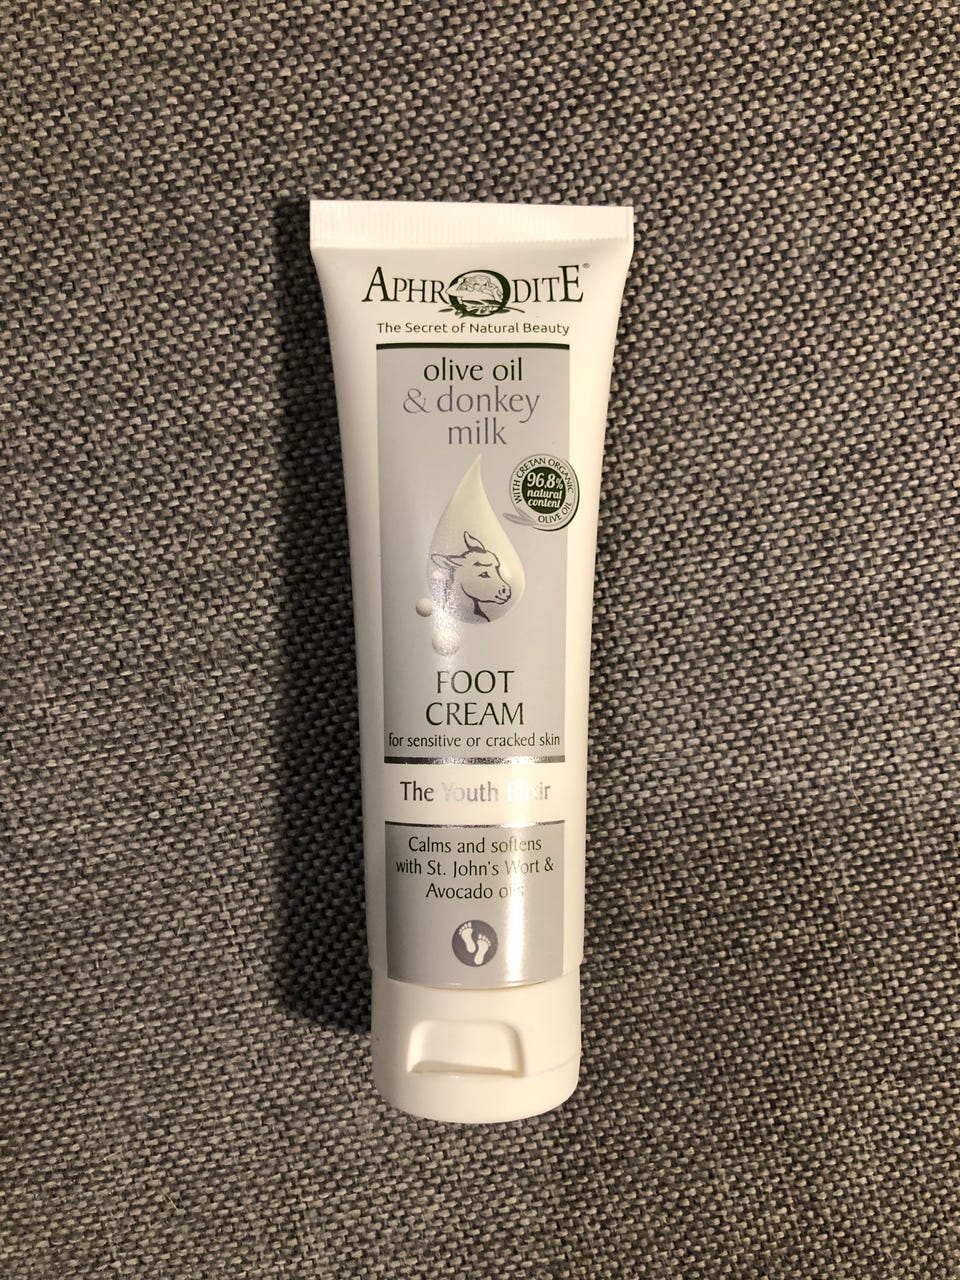 APHRODITE®
The Secret of Natural Beauty
olive oil
& donkey
milk
WITH CRETAN ORGANIC
96.8%
natural
content
OLIVE OIL
FOOT
CREAM
for sensitive or cracked skin
The Youth Elixir
Calms and softens
with St. John's Wort &
Avocado oils